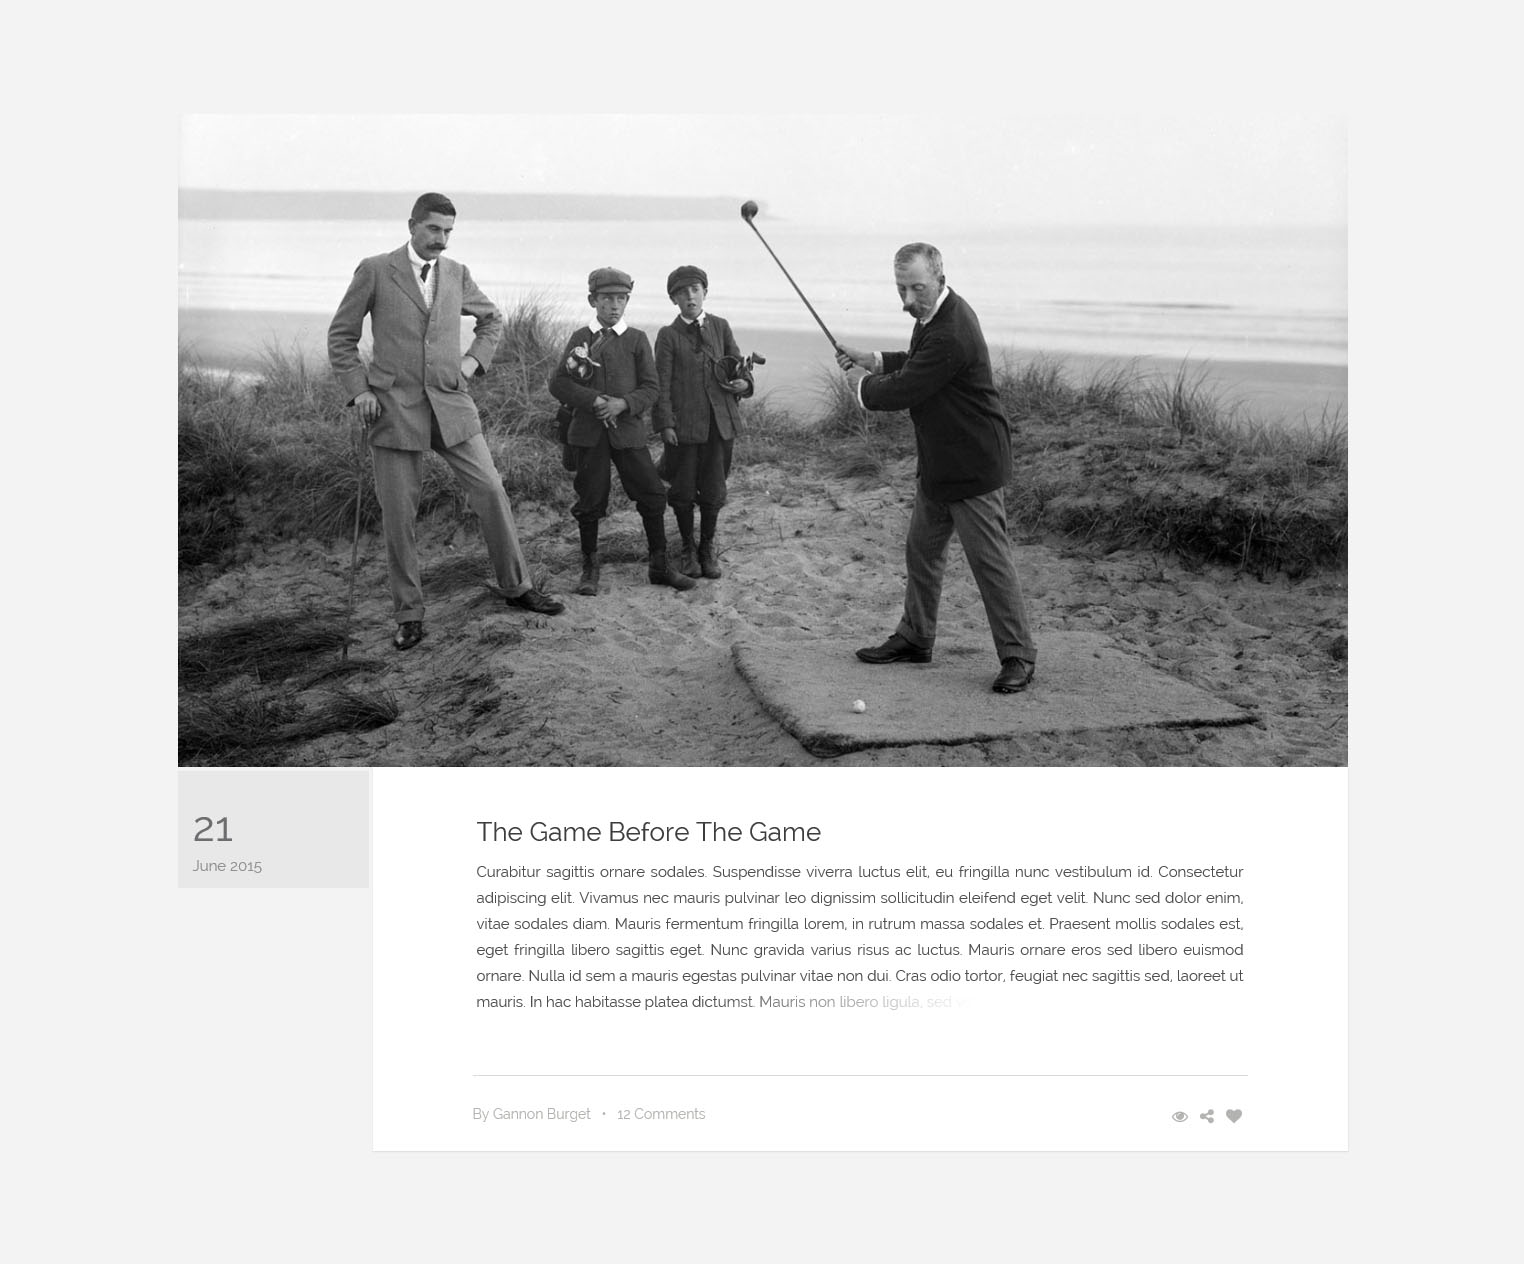 21
June 2015
The Game Before The Game
Curabitur sagittis ornare sodales. Suspendisse viverra luctus elit, eu fringilla nunc vestibulum id. Consectetur
adipiscing elit. Vivamus nec mauris pulvinar leo dignissim sollicitudin eleifend eget velit. Nunc sed dolor enim,
vitae sodales diam. Mauris fermentum fringilla lorem, in rutrum massa sodales et. Praesent mollis sodales est,
eget fringilla libero sagittis eget. Nunc gravida varius risus ac luctus. Mauris ornare eros sed libero euismod
ornare. Nulla id sem a mauris egestas pulvinar vitae non dui. Cras odio tortor, feugiat nec sagittis sed, laoreet ut
mauris. In hac habitasse platea dictumst. Mauris non libero ligula, sed
By Gannon Burget • 12 Comments